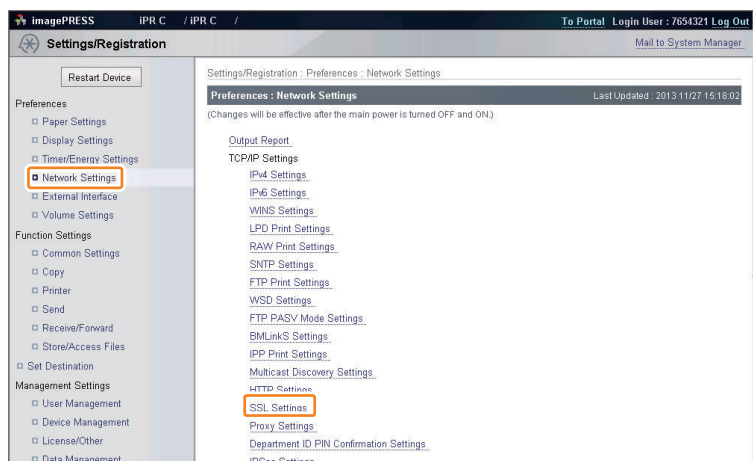 imagePRESS iPR C / iPR C /
To Portal Login User : 7654321 Log Out
Settings/Registration
Mail to System Manager
Restart Device
Preferences
Paper Settings
Display Settings
Timer/Energy Settings
Network Settings
External Interface
Volume Settings
Function Settings
Common Settings
Copy
Printer
Send
Receive/Forward
Store/Access Files
Set Destination
Management Settings
User Management
Device Management
License/Other
Data Management
Settings/Registration : Preferences : Network Settings
Preferences : Network Settings
Last Updated : 2013 11/27 15:18:02
(Changes will be effective after the main power is turned OFF and ON.)
Output Report
TCP/IP Settings
IPv4 Settings
IPv6 Settings
WINS Settings
LPD Print Settings
RAW Print Settings
SNTP Settings
FTP Print Settings
WSD Settings
FTP PASV Mode Settings
BMLinkS Settings
IPP Print Settings
Multicast Discovery Settings
HTTP Settings
SSL Settings
Proxy Settings
Department ID PIN Confirmation Settings
IPSec Settings